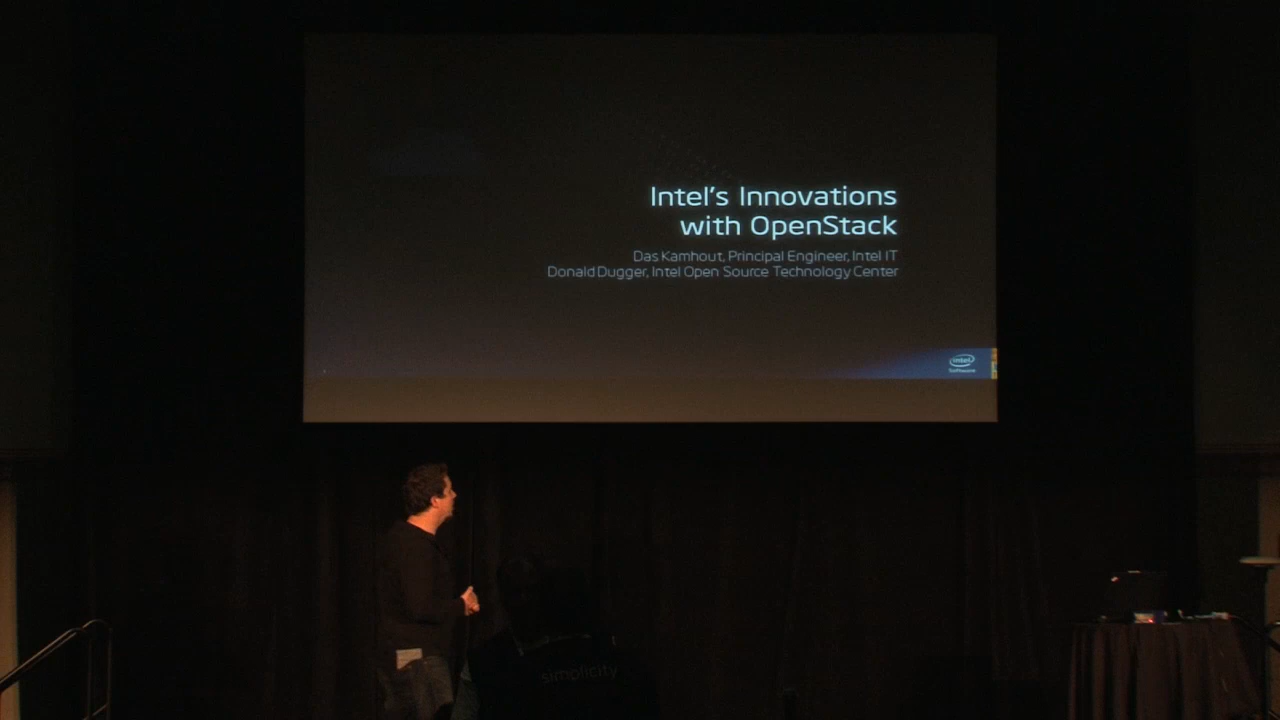 Intel's Innovations
with OpenStack
Das Kamhout, Principal Engineer, Intel IT
Donald Dugger, Intel Open Source Technology Center
intel
Software
simplicity